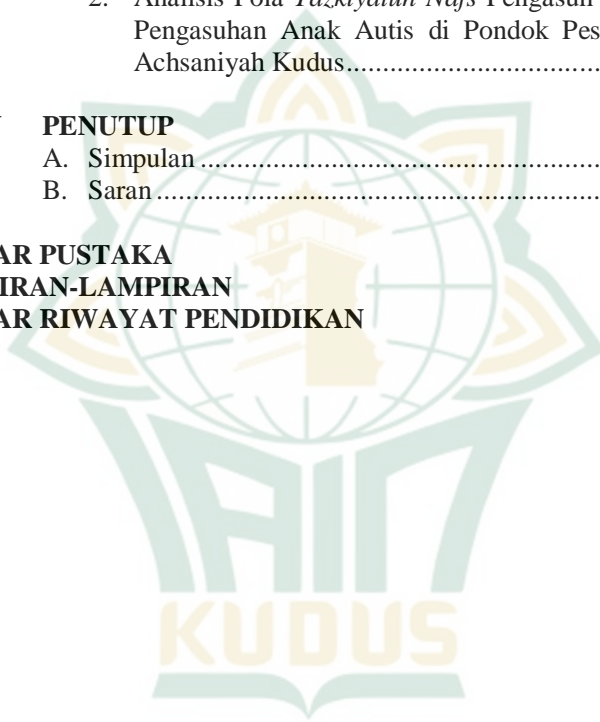 2. Analisis Pola Tazkiyatun Nafs Pengasuh
Pengasuhan Anak Autis di Pondok Pes
Achsaniyah Kudus
PENUTUP
A. Simpulan
B. Saran
AR PUSTAKA
IRAN-LAMPIRAN
AR RIWAYAT PENDIDIKAN
IAIN
KUDUS